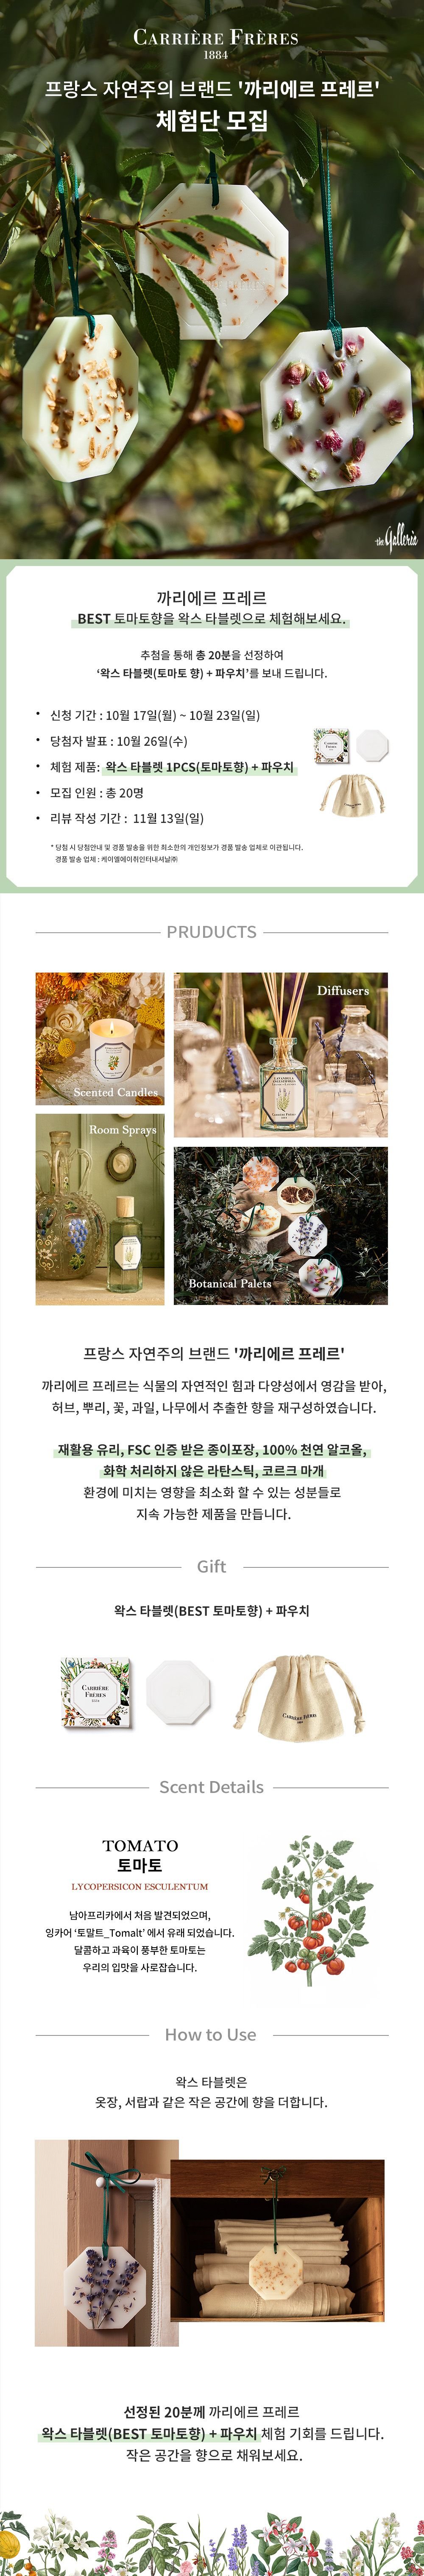 CARRIÈRE FRÈRES
1884
프랑스 자연주의 브랜드 '까리에르 프레르'
체험단 모집
the Galleria
까리에르 프레르
BEST 토마토향을 왁스 타블렛으로 체험해보세요.
추첨을 통해 총 20분을 선정하여
‘왁스 타블렛(토마토 향) + 파우치’를 보내 드립니다.
• 신청 기간 : 10월 17일(월) ~ 10월 23일(일)
• 당첨자 발표 : 10월 26일(수)
• 체험 제품: 왁스 타블렛 1PCS(토마토향) + 파우치
• 모집 인원 : 총 20명
• 리뷰 작성 기간 : 11월 13일(일)
* 당첨 시 당첨안내 및 경품 발송을 위한 최소한의 개인정보가 경품 발송 업체로 이관됩니다.
경품 발송 업체 : 케이엘에이취인터내셔날㈜
PRUDUCTS
Scented Candles
Diffusers
Room Sprays
Botanical Palets
프랑스 자연주의 브랜드 '까리에르 프레르'
까리에르 프레르는 식물의 자연적인 힘과 다양성에서 영감을 받아,
허브, 뿌리, 꽃, 과일, 나무에서 추출한 향을 재구성하였습니다.
재활용 유리, FSC 인증 받은 종이포장, 100% 천연 알코올,
화학 처리하지 않은 라탄스틱, 코르크 마개
환경에 미치는 영향을 최소화 할 수 있는 성분들로
지속 가능한 제품을 만듭니다.
Gift
왁스 타블렛(BEST 토마토향) + 파우치
CARRIÈRE
FRÈRES
1884
CARRIÈRE FRÈRES
Scent Details
TOMATO
토마토
LYCOPERSICON ESCULENTUM
남아프리카에서 처음 발견되었으며,
잉카어 ‘토말트_Tomalt’ 에서 유래 되었습니다.
달콤하고 과육이 풍부한 토마토는
우리의 입맛을 사로잡습니다.
How to Use
왁스 타블렛은
옷장, 서랍과 같은 작은 공간에 향을 더합니다.
선정된 20분께 까리에르 프레르
왁스 타블렛(BEST 토마토향) + 파우치 체험 기회를 드립니다.
작은 공간을 향으로 채워보세요.